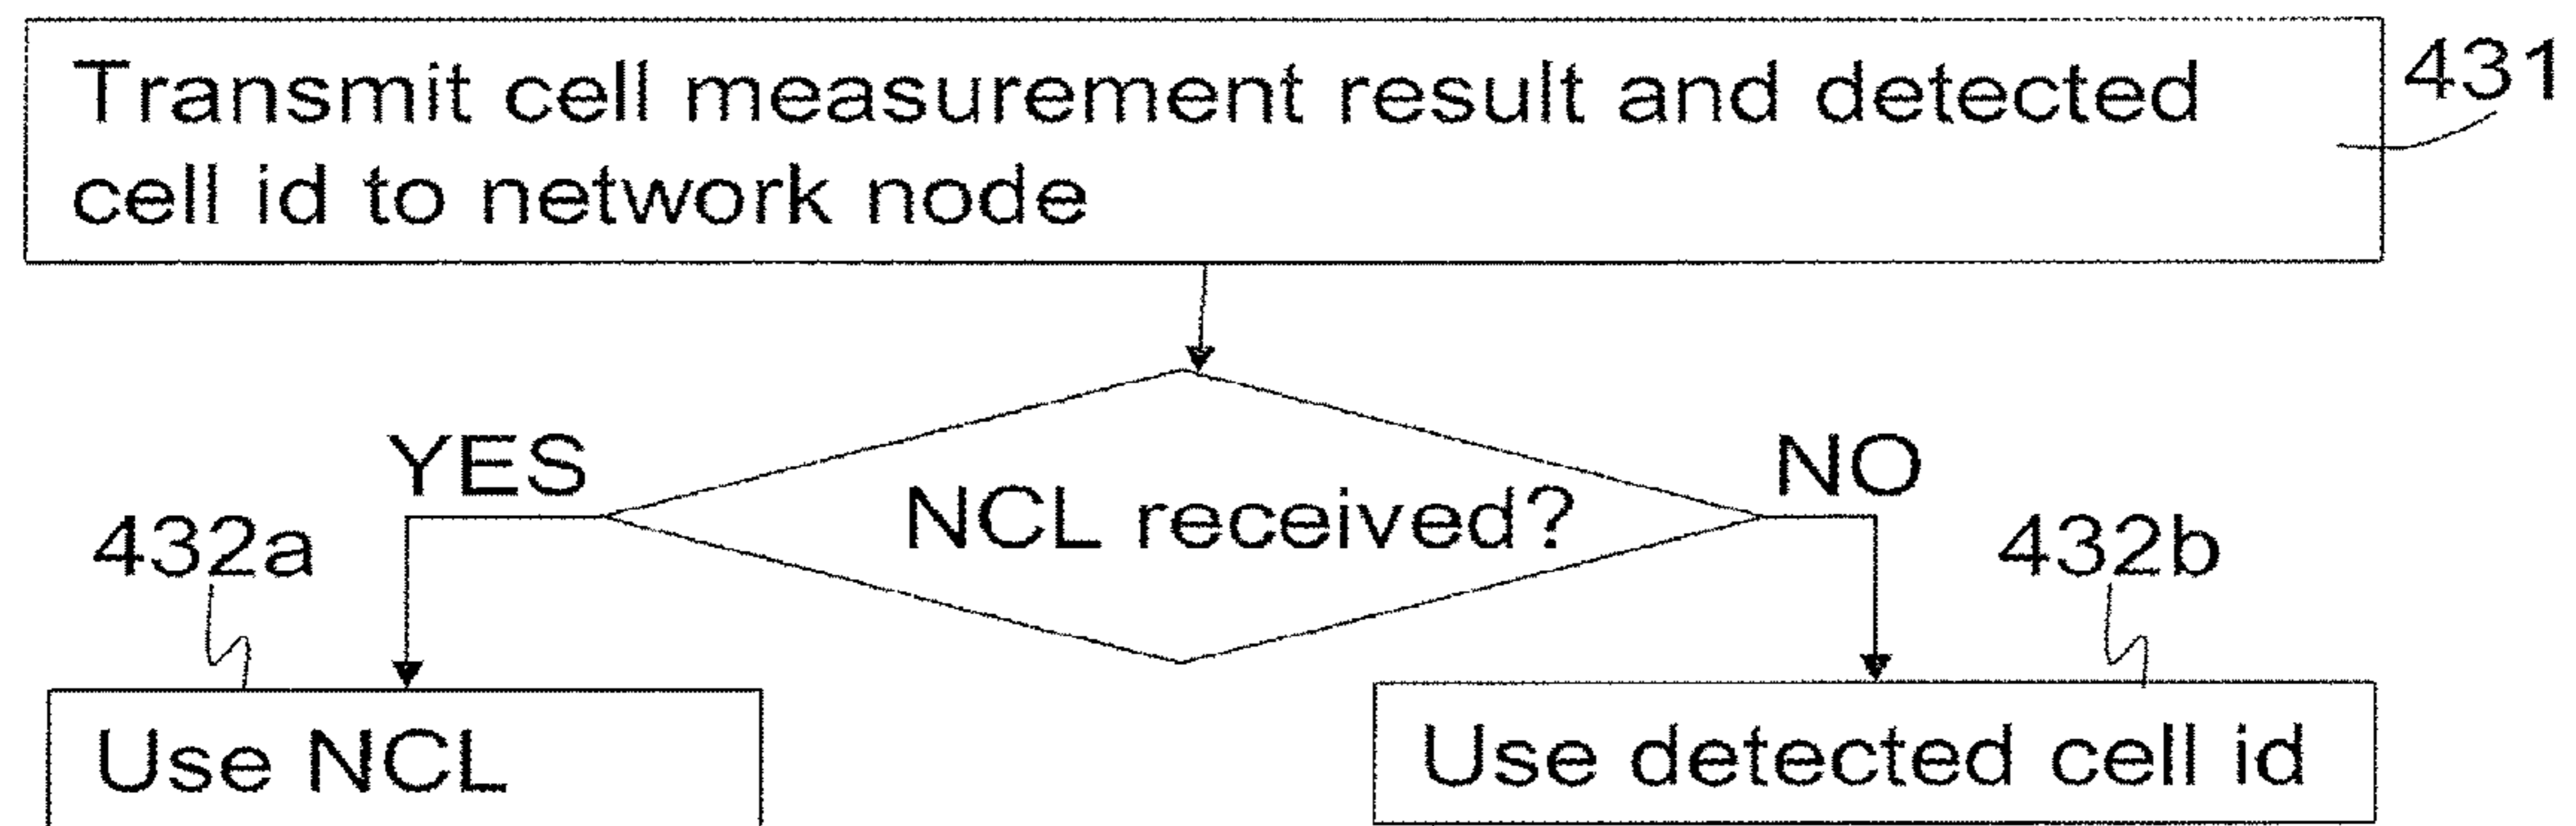 Transmit cell measurement result and detected
cell id to network node
431
YES
NCL received?
NO
432a
432b
Use NCL
Use detected cell id